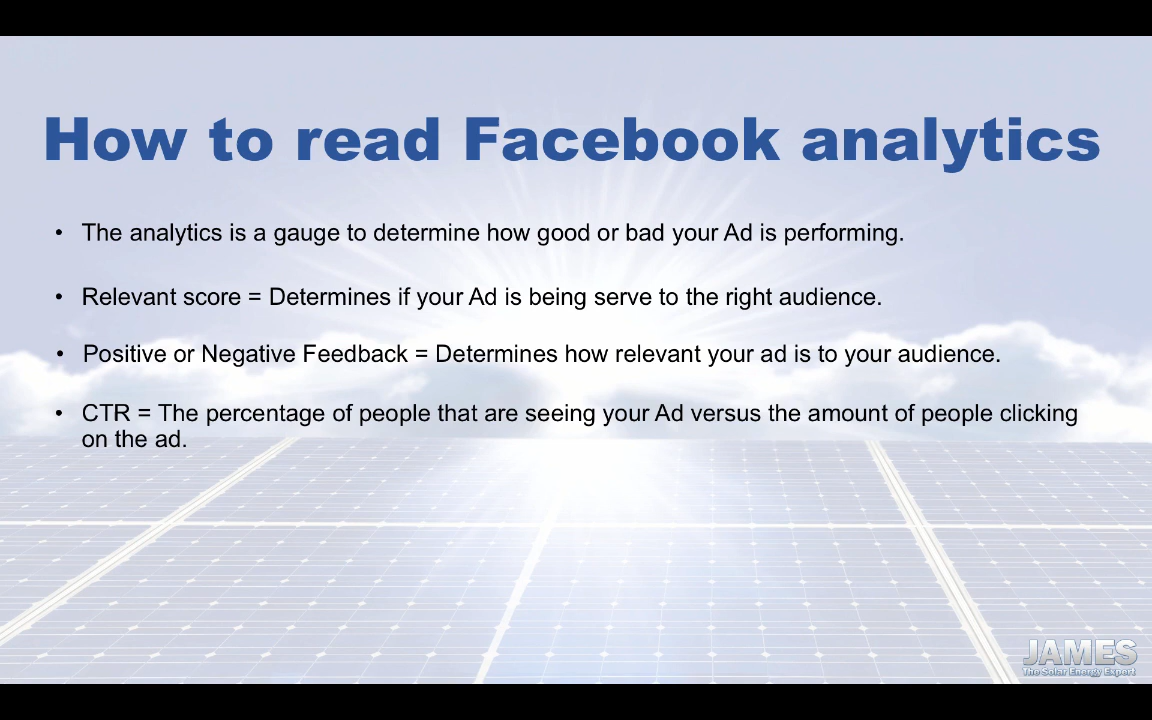 How to read Facebook analytics
• The analytics is a gauge to determine how good or bad your Ad is performing.
• Relevant score = Determines if your Ad is being serve to the right audience.
• Positive or Negative Feedback = Determines how relevant your ad is to your audience.
• CTR = The percentage of people that are seeing your Ad versus the amount of people clicking
on the ad.
JAMES
The Solar Energy Expert